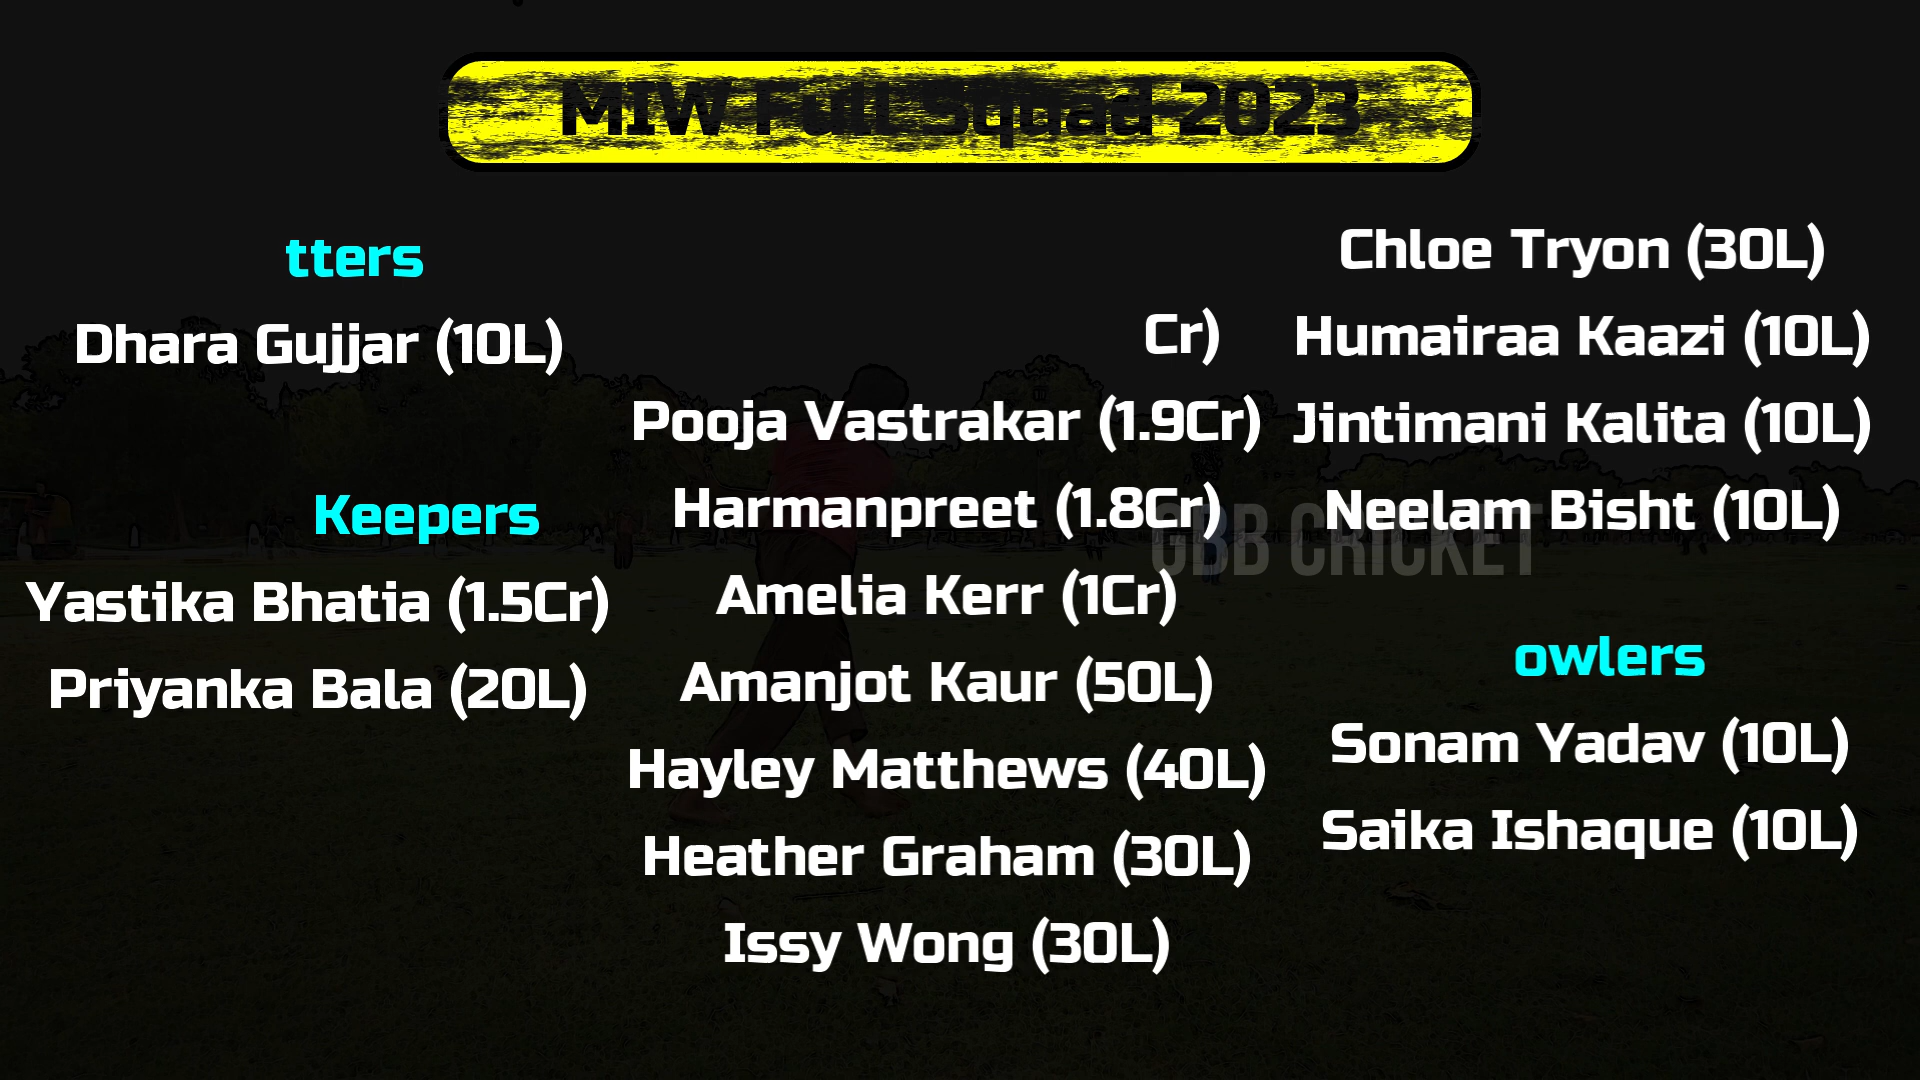 MIW Full Squad 2023
tters
Dhara Gujjar (10L)
Keepers
Yastika Bhatia (1.5Cr)
Priyanka Bala (20L)
Cr)
Pooja Vastrakar (1.9Cr)
Harmanpreet (1.8Cr)
Amelia Kerr (1Cr)
Amanjot Kaur (50L)
Hayley Matthews (40L)
Heather Graham (30L)
Issy Wong (30L)
Chloe Tryon (30L)
Humairaa Kaazi (10L)
Jintimani Kalita (10L)
Neelam Bisht (10L)
GBB CRICKET
owlers
Sonam Yadav (10L)
Saika Ishaque (10L)